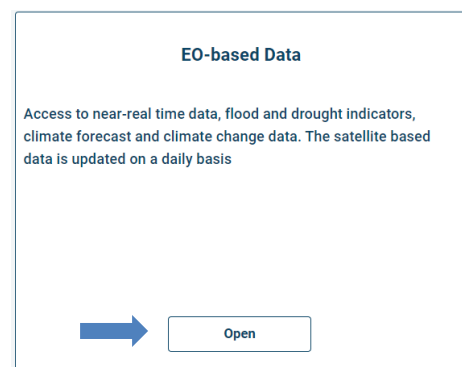 EO-based Data
Access to near-real time data, flood and drought indicators,
climate forecast and climate change data. The satellite based
data is updated on a daily basis
Open